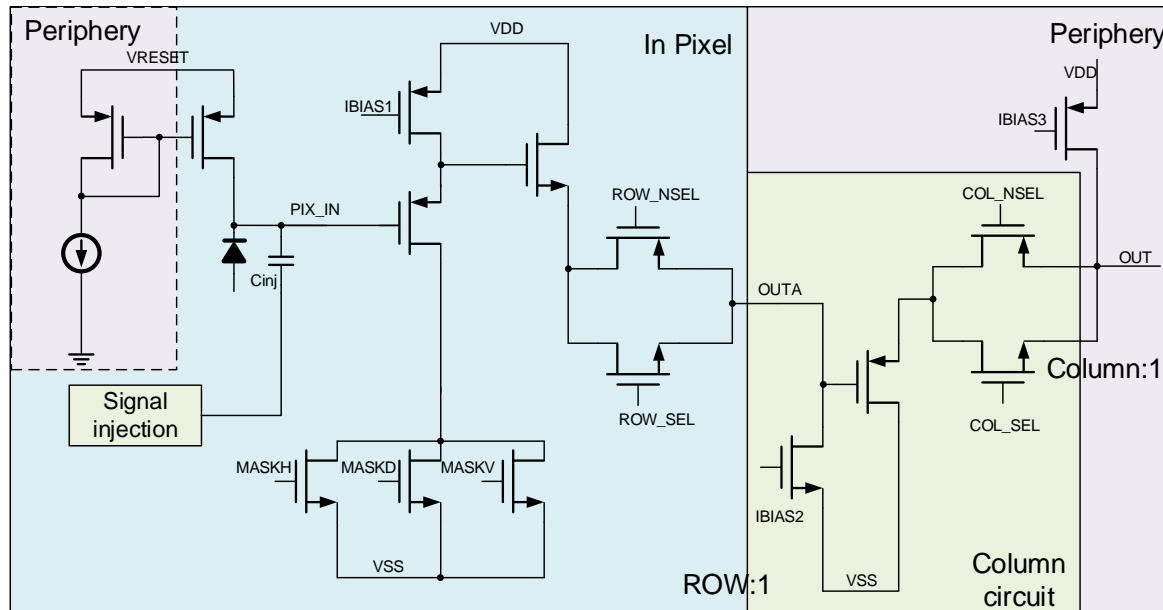 Periphery
VRESET
VDD
In Pixel
Periphery
VDD
IBIAS1
IBIAS3
PIX_IN
ROW_NSEL
COL_NSEL
Cinj
OUTA
OUT
Signal
injection
ROW_SEL
Column:1
COL_SEL
MASKH
MASKD
MASKV
IBIAS2
VSS
VSS
ROW:1
Column
circuit